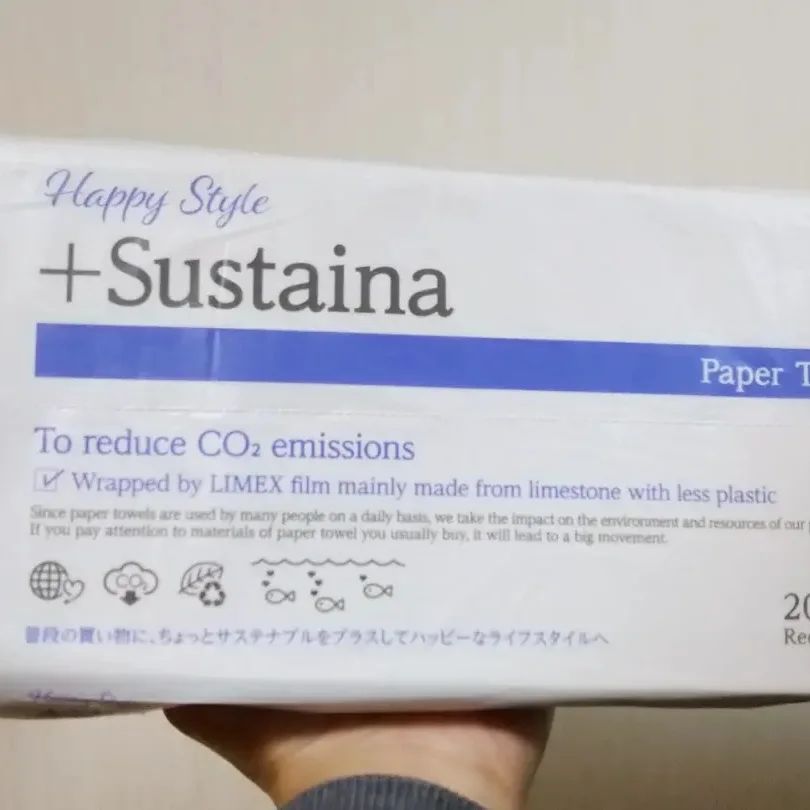 Happy Style
+Sustaina
Paper T
To reduce CO₂ emissions
Wrapped by LIMEX film mainly made from limestone with less plastic
Since paper towels are used by many people on a daily basis, we take the impact on the environment and resources of our
If you pay attention to materials of paper towel you usually buy, it will lead to a big movement.
CO₂
20
Re
普段の買い物に、ちょっとサステナブルをプラスしてハッピーなライフスタイルへ